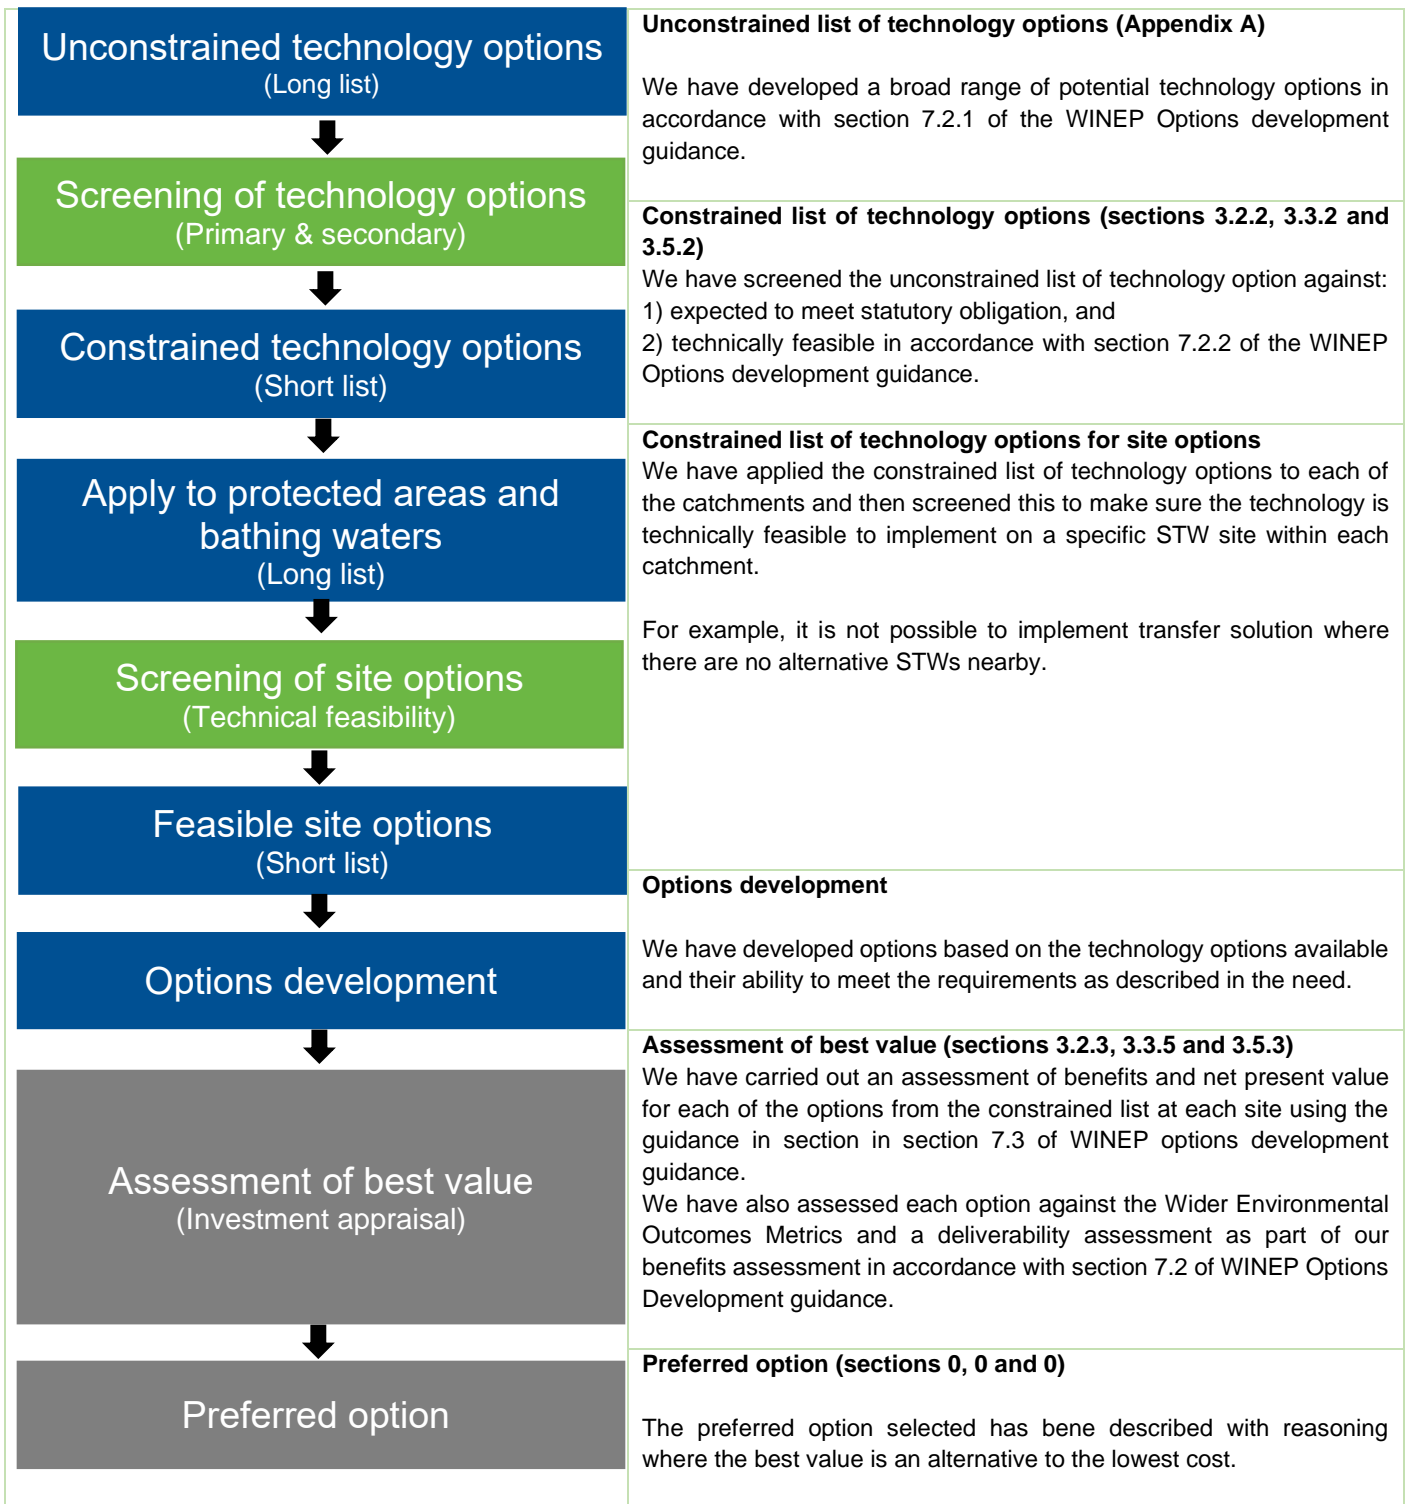 Unconstrained technology options
(Long list)
Screening of technology options
(Primary & secondary)
Constrained technology options
(Short list)
Apply to protected areas and
bathing waters
(Long list)
Screening of site options
(Technical feasibility)
Feasible site options
(Short list)
Options development
Assessment of best value
(Investment appraisal)
Preferred option
Unconstrained list of technology options (Appendix A)
We have developed a broad range of potential technology options in
accordance with section 7.2.1 of the WINEP Options development
guidance.
Constrained list of technology options (sections 3.2.2, 3.3.2 and
3.5.2)
We have screened the unconstrained list of technology option against:
1) expected to meet statutory obligation, and
2) technically feasible in accordance with section 7.2.2 of the WINEP
Options development guidance.
Constrained list of technology options for site options
We have applied the constrained list of technology options to each of
the catchments and then screened this to make sure the technology is
technically feasible to implement on a specific STW site within each
catchment.
For example, it is not possible to implement transfer solution where
there are no alternative STWs nearby.
Options development
We have developed options based on the technology options available
and their ability to meet the requirements as described in the need.
Assessment of best value (sections 3.2.3, 3.3.5 and 3.5.3)
We have carried out an assessment of benefits and net present value
for each of the options from the constrained list at each site using the
guidance in section in section 7.3 of WINEP options development
guidance.
We have also assessed each option against the Wider Environmental
Outcomes Metrics and a deliverability assessment as part of our
benefits assessment in accordance with section 7.2 of WINEP Options
Development guidance.
Preferred option (sections 0, 0 and 0)
The preferred option selected has bene described with reasoning
where the best value is an alternative to the lowest cost.